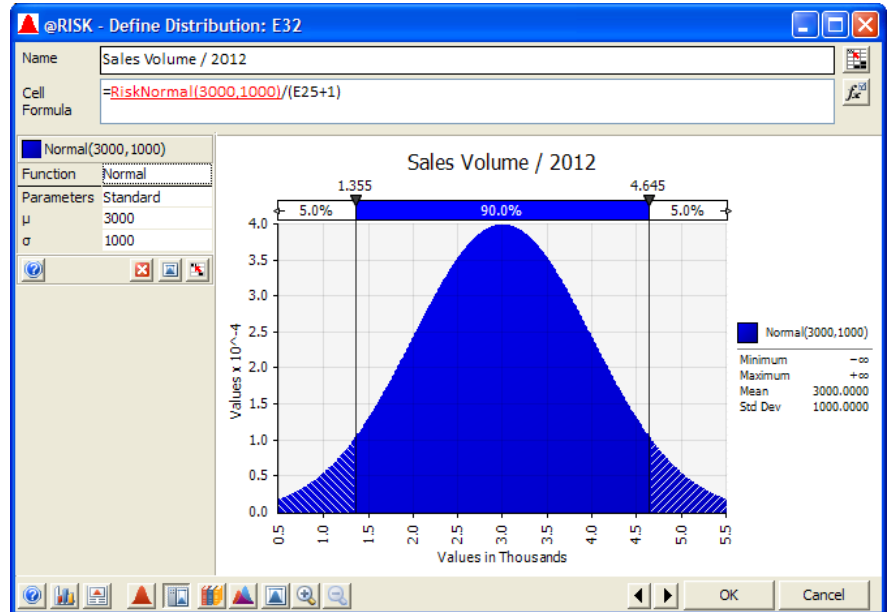 @RISK - Define Distribution: E32
Name
Sales Volume / 2012
Cell
Formula
=RiskNormal(3000,1000)/(E25+1)
Normal(3000,1000)
Function Normal
Parameters Standard
μ 3000
σ 1000
Sales Volume / 2012
1.355 4.645
5.0% 90.0% 5.0%
4.0
3.5
3.0
2.5
2.0
1.5
1.0
0.5
0.0
Values x 10^-4
0.5 1.0 1.5 2.0 2.5 3.0 3.5 4.0 4.5 5.0 5.5
Values in Thousands
Normal(3000,1000)
Minimum -∞
Maximum +∞
Mean 3000.0000
Std Dev 1000.0000
OK Cancel